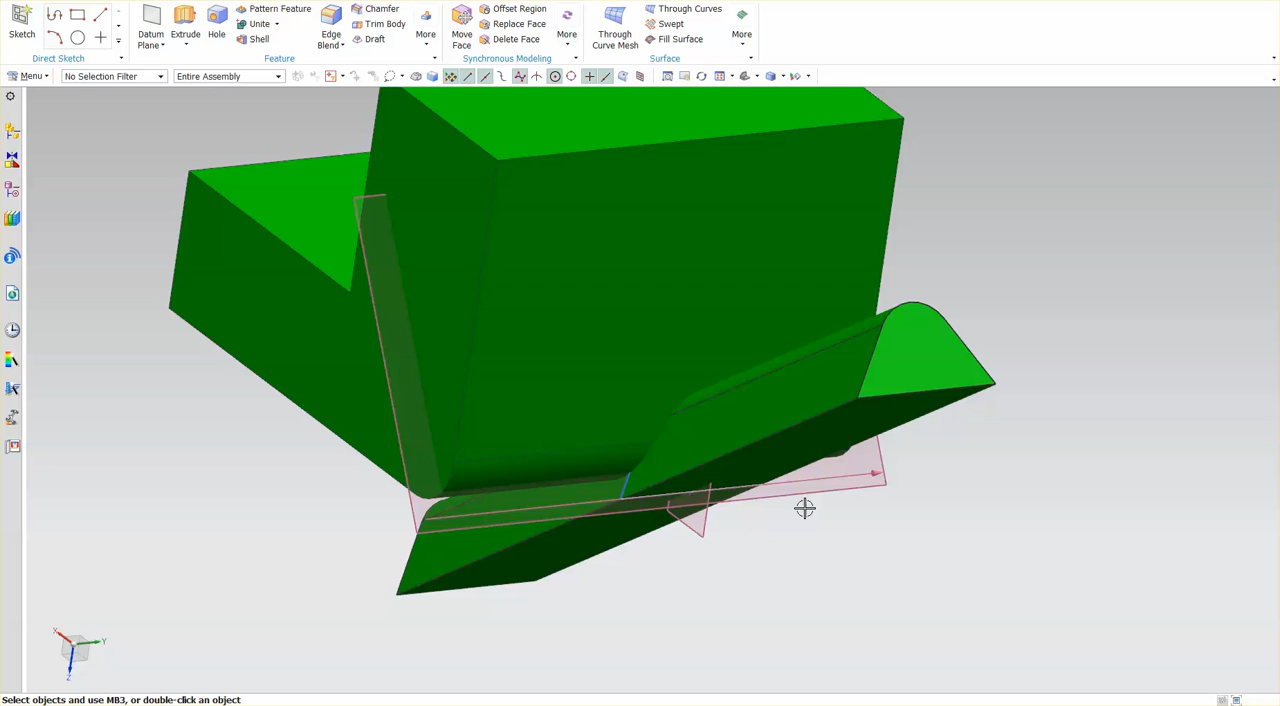 Sketch
Direct Sketch
Datum Plane
Extrude
Hole
Pattern Feature
Unite
Shell
Edge Blend
Chamfer
Trim Body
Draft
More
Feature
Move Face
Offset Region
Replace Face
Delete Face
More
Synchronous Modeling
Through Curve Mesh
Through Curves
Swept
Fill Surface
More
Surface
Menu
No Selection Filter
Entire Assembly
X
Y
Z
Select objects and use MB3, or double-click an object